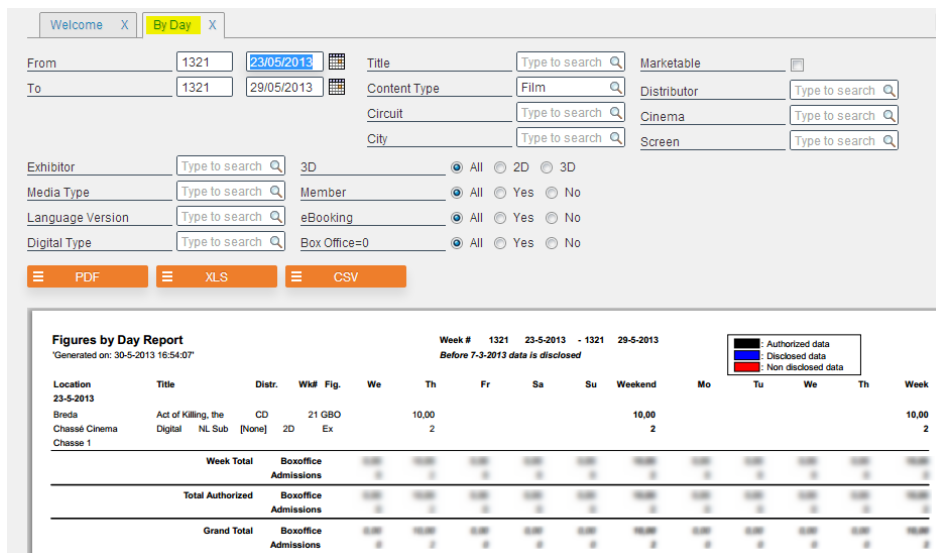 Welcome X By Day X
From 1321 23/05/2013 Title Type to search Marketable
To 1321 29/05/2013 Content Type Film Distributor Type to search
Circuit Type to search Cinema Type to search
City Type to search Screen Type to search
Exhibitor Type to search 3D All 2D 3D
Media Type Type to search Member All Yes No
Language Version Type to search eBooking All Yes No
Digital Type Type to search Box Office=0 All Yes No
PDF XLS CSV
Figures by Day Report Week # 1321 23-5-2013 - 1321 29-5-2013 : Authorized data
'Generated on: 30-5-2013 16:54:07' Before 7-3-2013 data is disclosed : Disclosed data
: Non disclosed data
Location Title Distr. Wk# Fig. We Th Fr Sa Su Weekend Mo Tu We Th Week
23-5-2013
Breda Act of Killing, the CD 21 GBO 10,00 10,00 10,00
Chassé Cinema Digital NL Sub [None] 2D Ex 2 2 2
Chasse 1
Week Total Boxoffice
Admissions
Total Authorized Boxoffice
Admissions
Grand Total Boxoffice
Admissions